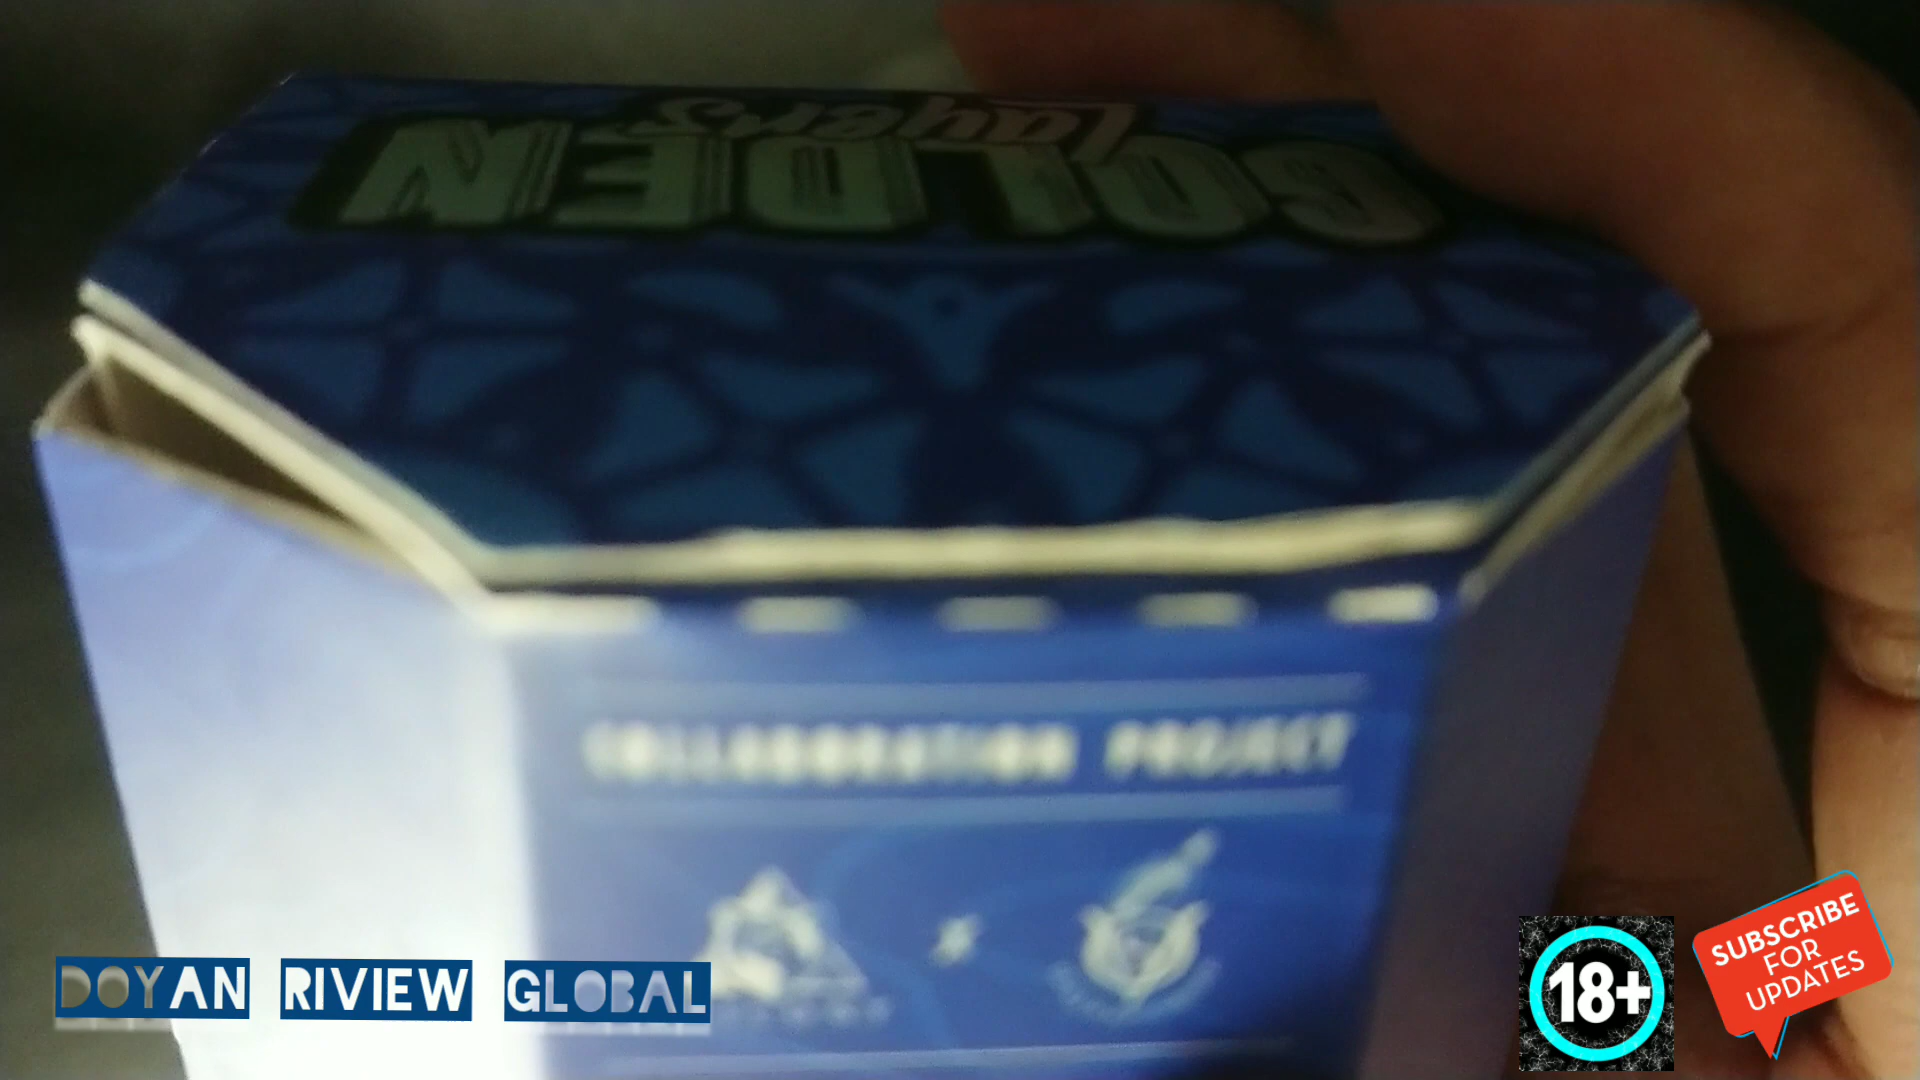 Layers
GOLDEN
COLLABORATION PROJECT
DOYAN RIVIEW GLOBAL
18+
SUBSCRIBE
FOR
UPDATES